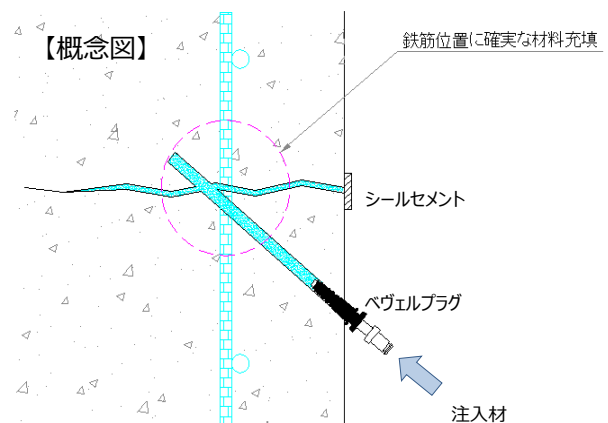 【概念図】
鉄筋位置に確実な材料充填
シールセメント
ベヴェルプラグ
注入材